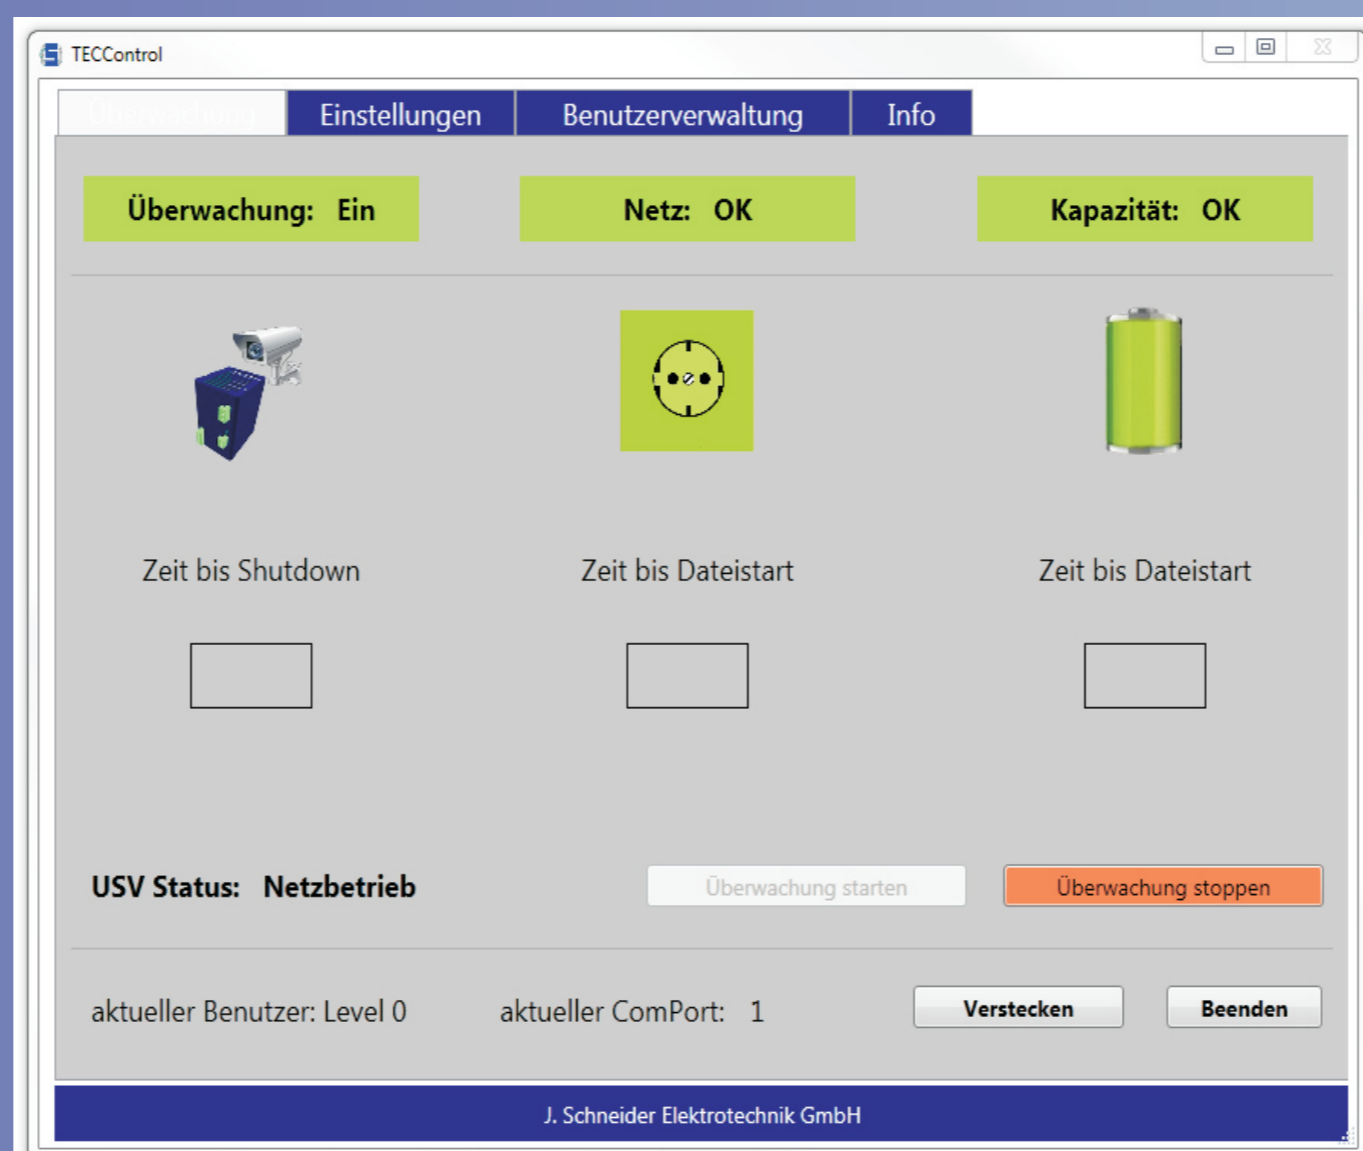 TECControl
Überwachung Einstellungen Benutzerverwaltung Info
Überwachung: Ein Netz: OK Kapazität: OK
Zeit bis Shutdown Zeit bis Dateistart Zeit bis Dateistart
USV Status: Netzbetrieb Überwachung starten Überwachung stoppen
aktueller Benutzer: Level 0 aktueller ComPort: 1 Verstecken Beenden
J. Schneider Elektrotechnik GmbH